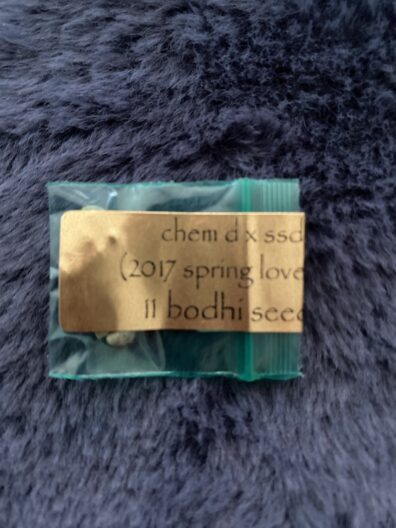 chem d x ssd
(2017 spring love
11 bodhi seed